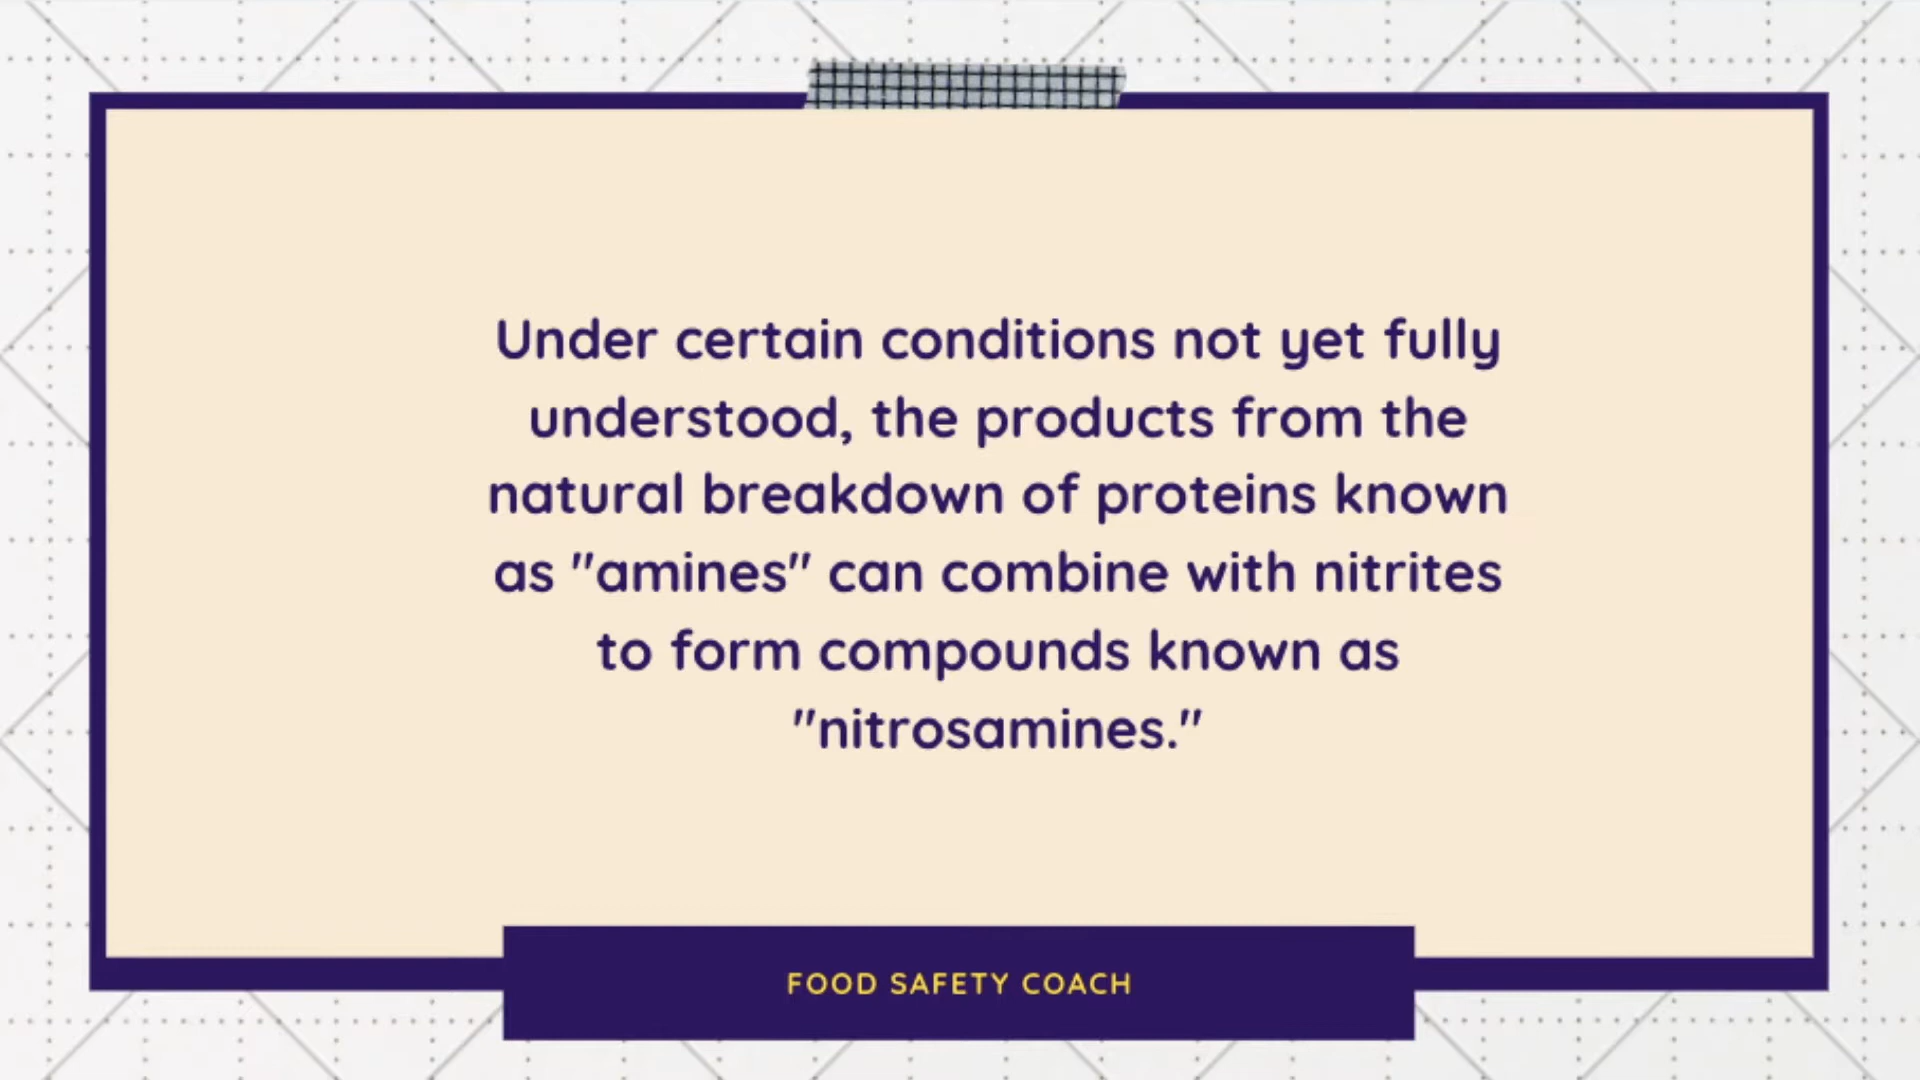 Under certain conditions not yet fully
understood, the products from the
natural breakdown of proteins known
as "amines" can combine with nitrites
to form compounds known as
"nitrosamines."
FOOD SAFETY COACH